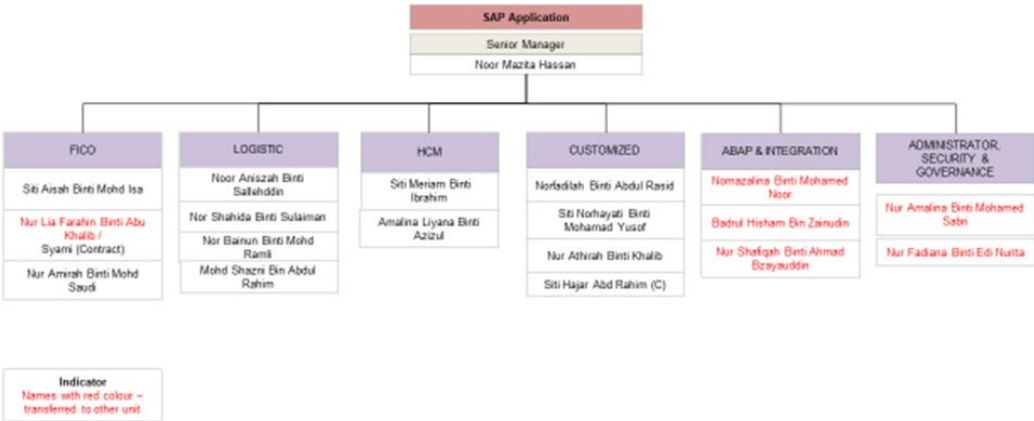 SAP Application
Senior Manager
Noor Mazita Hassan
FICO
Siti Aisah Binti Mohd Isa
Nur Lia Farahin Binti Abu
Khalib /
Syami (Contract)
Nur Amirah Binti Mohd
Saudi
LOGISTIC
Noor Aniszah Binti
Sallehddin
Nor Shahida Binti Sulaiman
Nor Bainun Binti Mohd
Ramli
Mohd Shazni Bin Abdul
Rahim
HCM
Siti Meriam Binti
Ibrahim
Amalina Liyana Binti
Azizul
CUSTOMIZED
Norfadilah Binti Abdul Rasid
Siti Norhayati Binti
Mohamad Yusof
Nur Athirah Binti Khalib
Siti Hajar Abd Rahim (C)
ABAP & INTEGRATION
Nornazalina Binti Mohamed
Noor
Badrul Hisham Bin Zainudin
Nur Shafiqah Binti Ahmad
Bzayauddin
ADMINISTRATOR,
SECURITY &
GOVERNANCE
Nur Amalina Binti Mohamed
Sabri
Nur Fadiana Binti Edi Nurita
Indicator
Names with red colour –
transferred to other unit